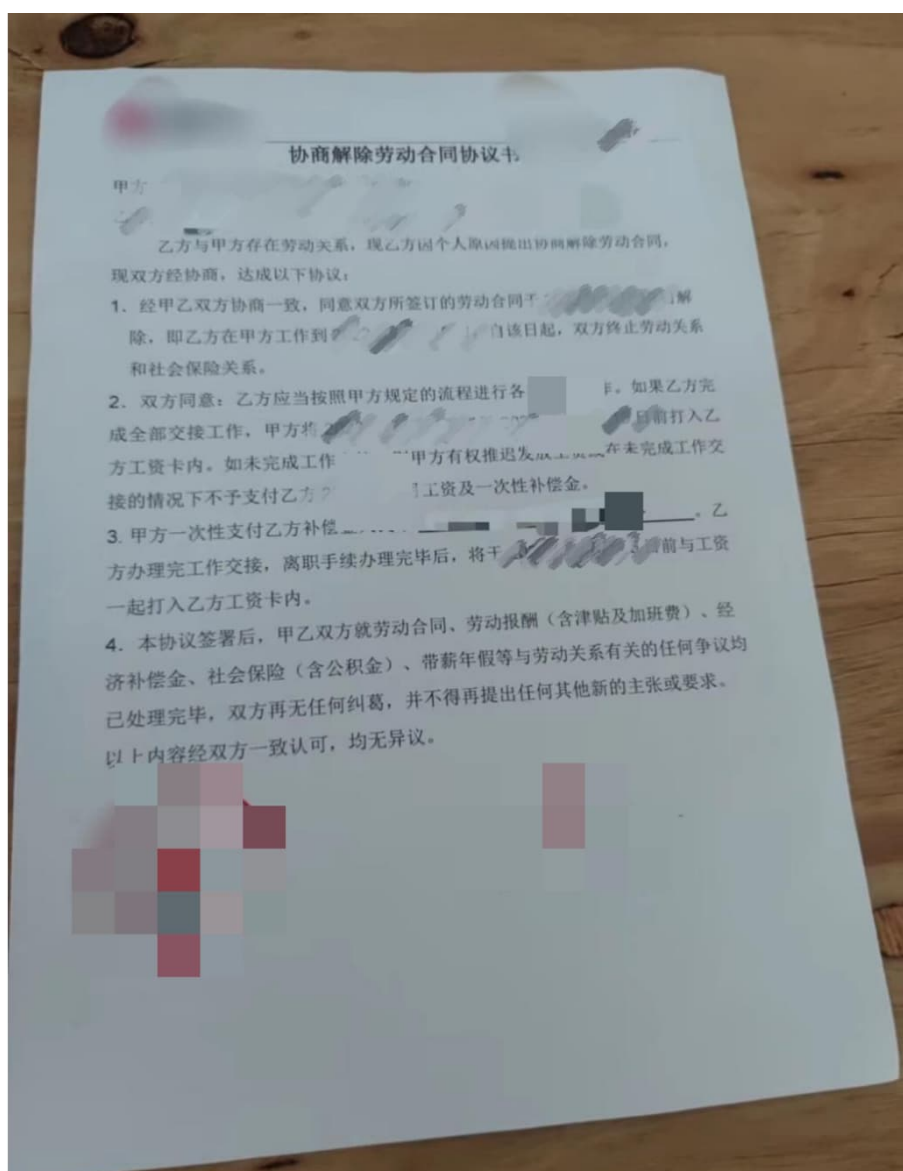 协商解除劳动合同协议书
甲方
乙方与甲方存在劳动关系，现乙方因个人原因提出协商解除劳动合同，
现双方经协商，达成以下协议：
1、经甲乙双方协商一致，同意双方所签订的劳动合同于 解
除，即乙方在甲方工作到 自该日起，双方终止劳动关系
和社会保险关系。
2、双方同意：乙方应当按照甲方规定的流程进行各 。如果乙方完
成全部交接工作，甲方将 日前打入乙
方工资卡内。如未完成工作 甲方有权推迟发放 在未完成工作交
接的情况下不予支付乙方 工资及一次性补偿金。
3. 甲方一次性支付乙方补偿 。乙
方办理完工作交接，离职手续办理完毕后，将于 前与工资
一起打入乙方工资卡内。
4．本协议签署后，甲乙双方就劳动合同、劳动报酬（含津贴及加班费）、经
济补偿金、社会保险（含公积金）、带薪年假等与劳动关系有关的任何争议均
已处理完毕，双方再无任何纠葛，并不得再提出任何其他新的主张或要求。
以上内容经双方一致认可，均无异议。